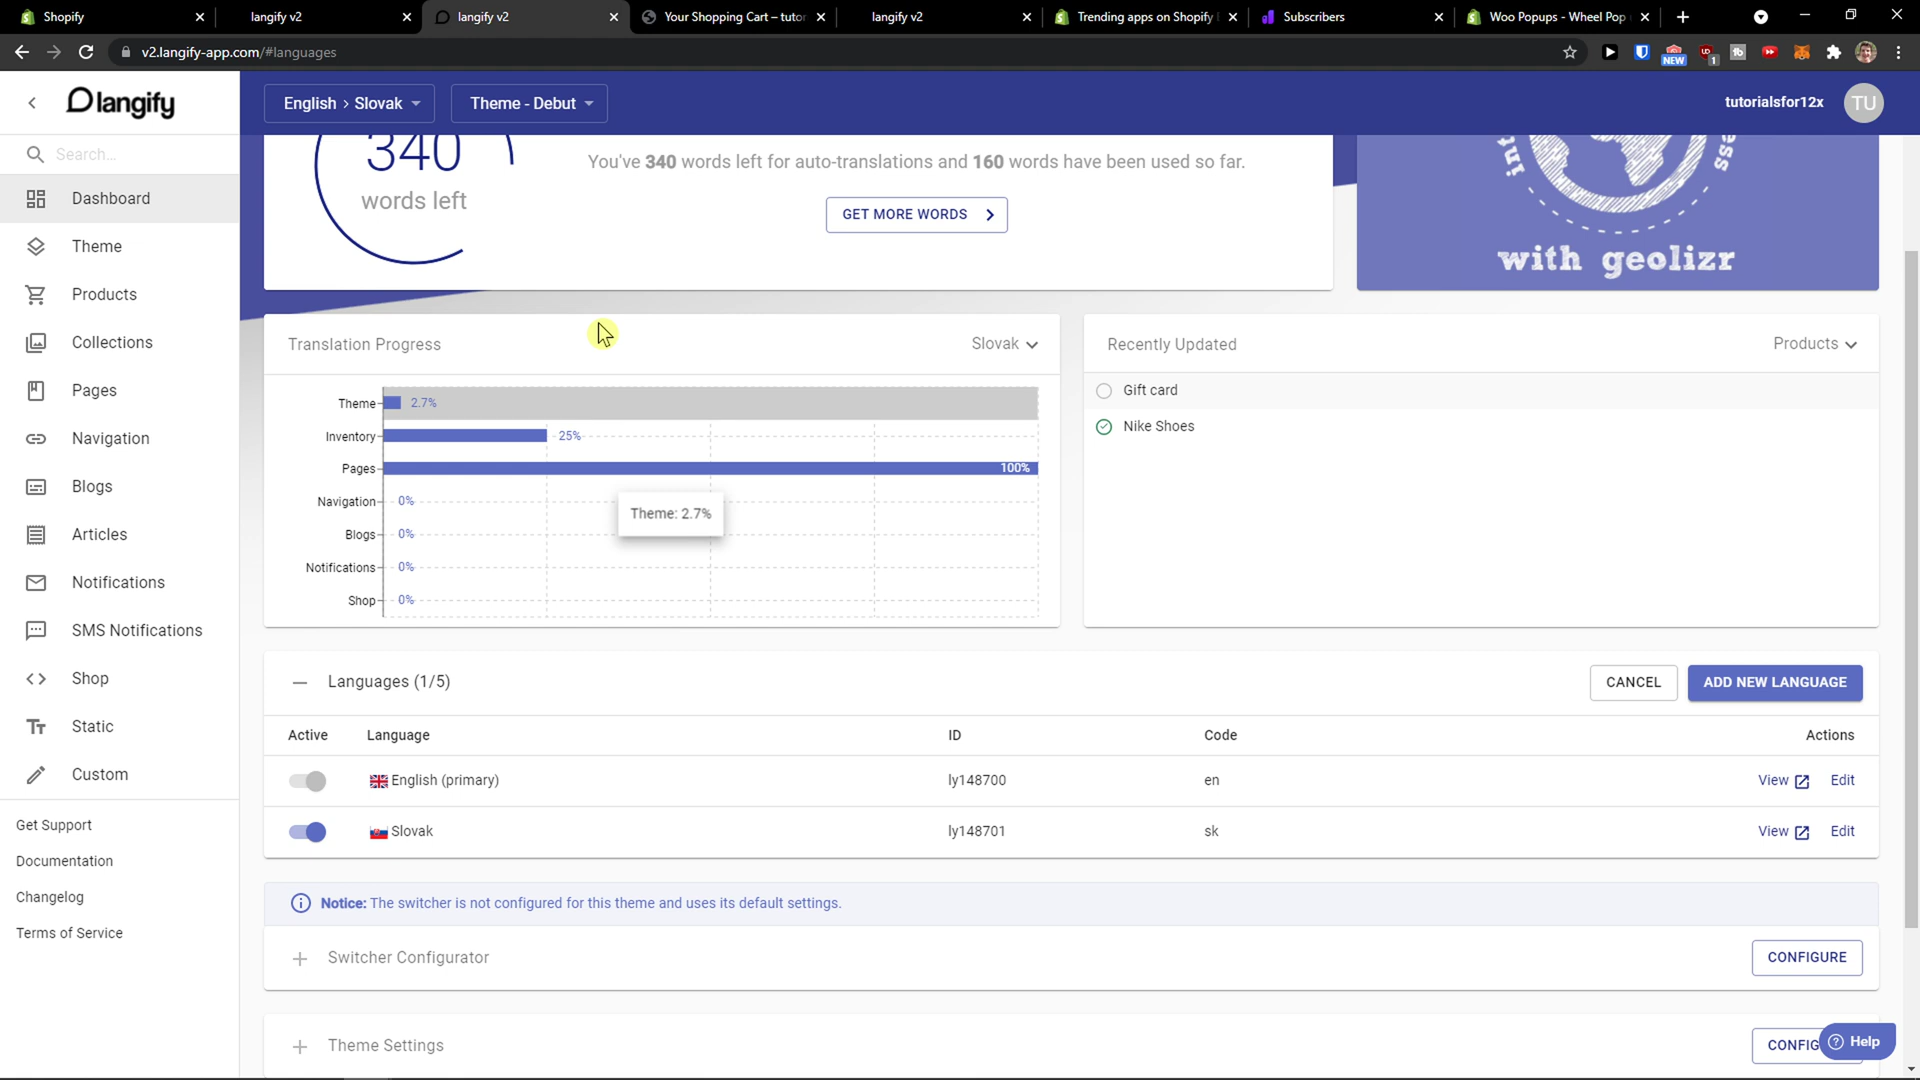 Shopify
langify v2
langify v2
Your Shopping Cart – tutor
langify v2
Trending apps on Shopify
Subscribers
Woo Popups - Wheel Pop
v2.langify-app.com/#languages
NEW
1
langify
English > Slovak
Theme - Debut
tutorialsfor12x
TU
Search...
Dashboard
Theme
Products
Collections
Pages
Navigation
Blogs
Articles
Notifications
SMS Notifications
Shop
Static
Custom
Get Support
Documentation
Changelog
Terms of Service
340
words left
You've 340 words left for auto-translations and 160 words have been used so far.
GET MORE WORDS
with geolizr
Translation Progress
Slovak
Theme
2.7%
Inventory
25%
Pages
100%
Navigation
0%
Blogs
0%
Notifications
0%
Shop
0%
Theme: 2.7%
Recently Updated
Products
Gift card
Nike Shoes
Languages (1/5)
CANCEL
ADD NEW LANGUAGE
Active Language ID Code Actions
English (primary) ly148700 en View Edit
Slovak ly148701 sk View Edit
Notice: The switcher is not configured for this theme and uses its default settings.
Switcher Configurator
CONFIGURE
Theme Settings
CONFIG
Help